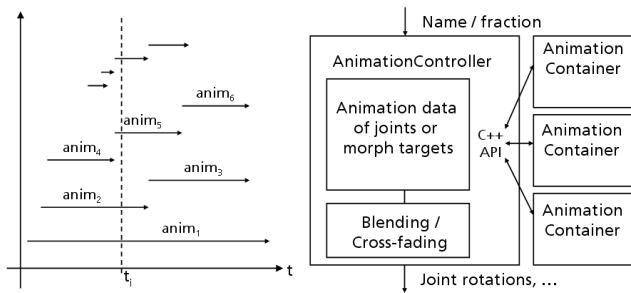 anim6
anim5
anim4
anim3
anim2
anim1
ti
t
Name / fraction
AnimationController
Animation data
of joints or
morph targets
C++
API
Blending /
Cross-fading
Joint rotations, ...
Animation
Container
Animation
Container
Animation
Container